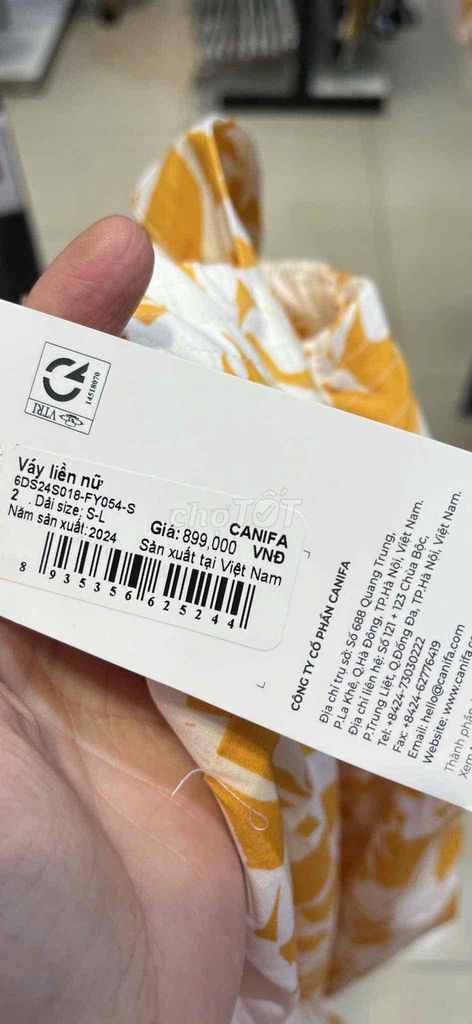 VTRI
14518070
Váy liền nữ
6DS24S018-FY054-S
2 . Dải size: S-L
Năm sản xuất: 2024
CANIFA
Giá: 899,000 VNĐ
Sản xuất tại Việt Nam
8 935356 625244
CÔNG TY CỔ PHẦN CANIFA
Địa chỉ trụ sở: Số 688 Quang Trung,
P.La Khê, Q.Hà Đông, TP.Hà Nội, Việt Nam.
Địa chỉ liên hệ: Số 121 + 123 Chùa Bộc,
P.Trung Liệt, Q.Đống Đa, TP.Hà Nội, Việt Nam.
Tel: +8424-73030222
Fax: +8424-62776419
Email: hello@canifa.com
Website: www.canifa.
Thành phần
Xem
chợTỐT